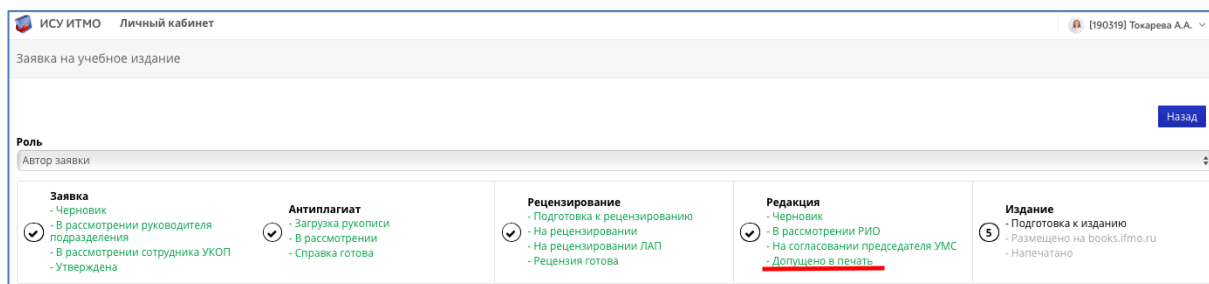 ИСУ ИТМО Личный кабинет
[190319] Токарева А.А.
Заявка на учебное издание
Назад
Роль
Автор заявки
Заявка
- Черновик
- В рассмотрении руководителя
подразделения
- В рассмотрении сотрудника УКОП
- Утверждена
Антиплагиат
- Загрузка рукописи
- В рассмотрении
- Справка готова
Рецензирование
- Подготовка к рецензированию
- На рецензировании
- На рецензировании ЛАП
- Рецензия готова
Редакция
- Черновик
- В рассмотрении РИО
- На согласовании председателя УМС
- Допущено в печать
5
Издание
- Подготовка к изданию
- Размещено на books.ifmo.ru
- Напечатано